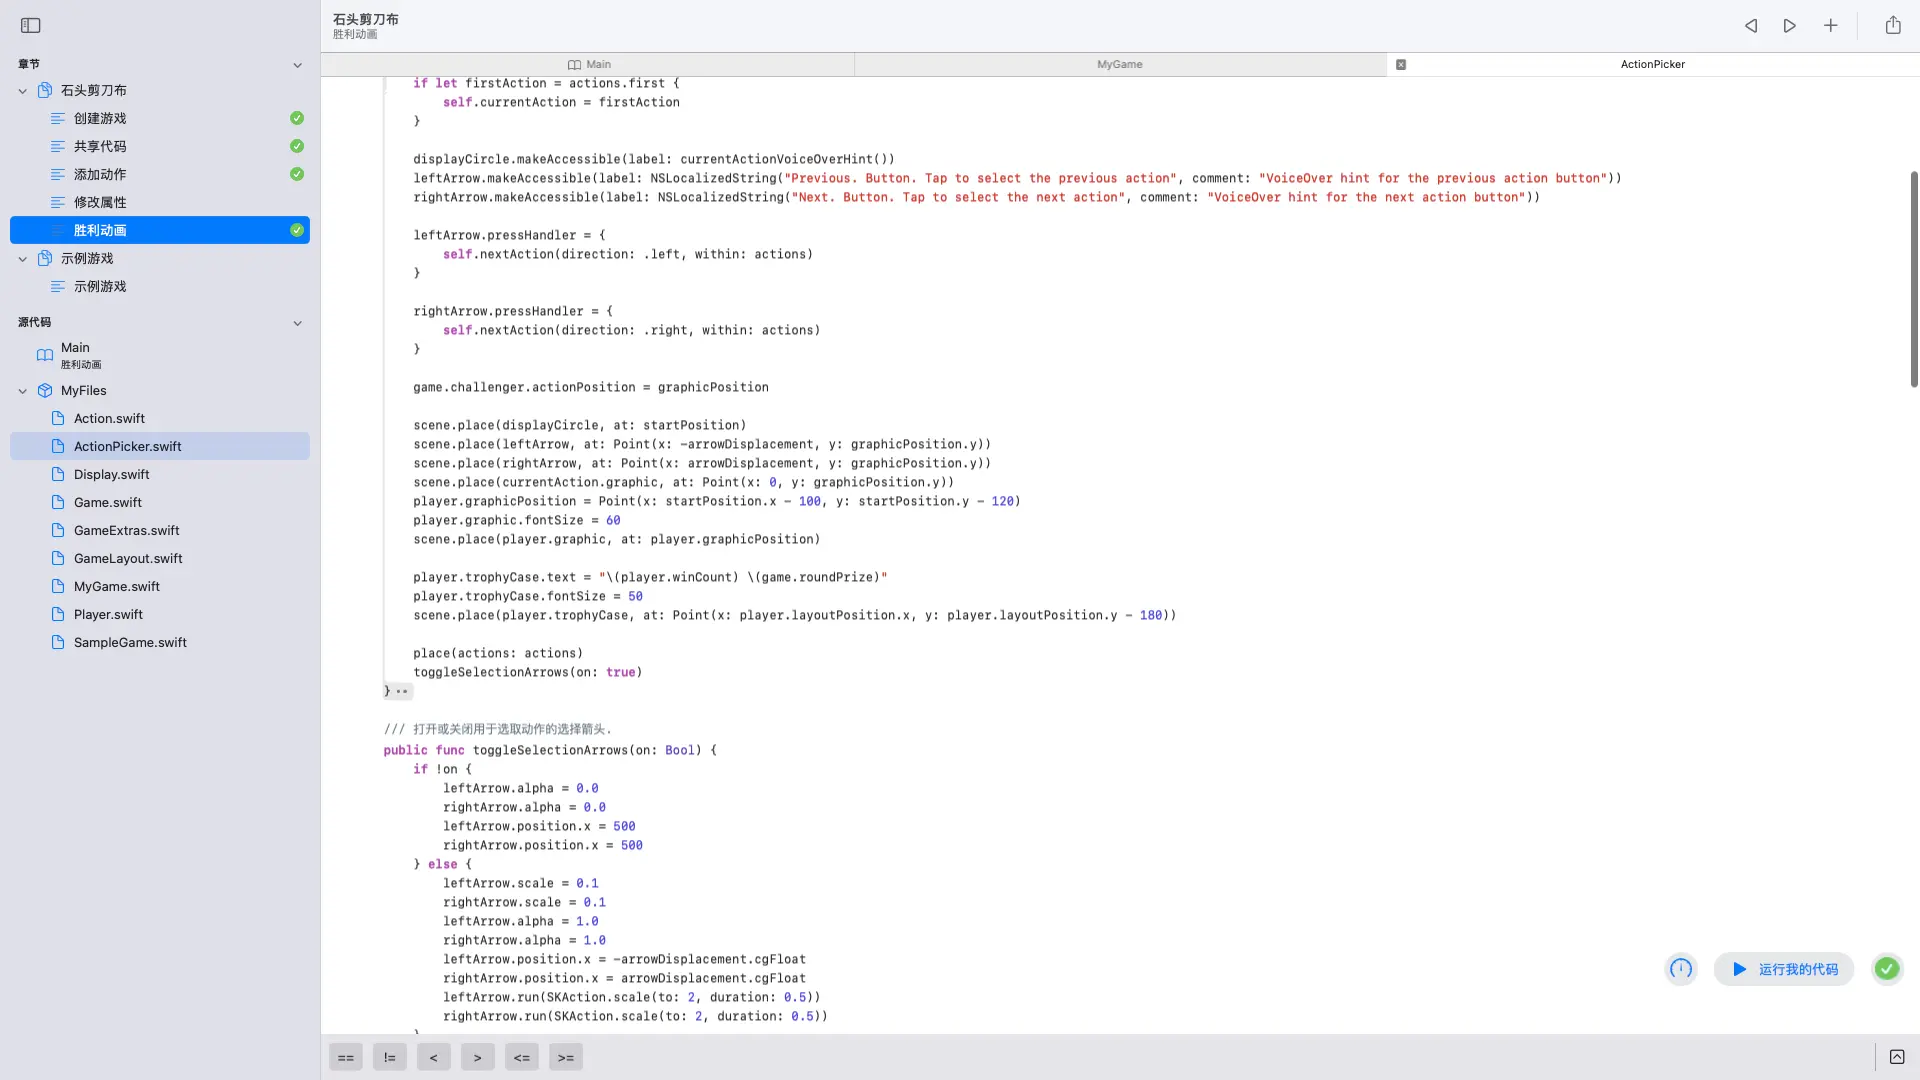 石头剪刀布
胜利动画
章节
石头剪刀布
创建游戏
共享代码
添加动作
修改属性
胜利动画
示例游戏
示例游戏
源代码
Main
胜利动画
MyFiles
Action.swift
ActionPicker.swift
Display.swift
Game.swift
GameExtras.swift
GameLayout.swift
MyGame.swift
Player.swift
SampleGame.swift
Main
MyGame
ActionPicker
if let firstAction = actions.first {
self.currentAction = firstAction
}
displayCircle.makeAccessible(label: currentActionVoiceOverHint())
leftArrow.makeAccessible(label: NSLocalizedString("Previous. Button. Tap to select the previous action", comment: "VoiceOver hint for the previous action button"))
rightArrow.makeAccessible(label: NSLocalizedString("Next. Button. Tap to select the next action", comment: "VoiceOver hint for the next action button"))
leftArrow.pressHandler = {
self.nextAction(direction: .left, within: actions)
}
rightArrow.pressHandler = {
self.nextAction(direction: .right, within: actions)
}
game.challenger.actionPosition = graphicPosition
scene.place(displayCircle, at: startPosition)
scene.place(leftArrow, at: Point(x: -arrowDisplacement, y: graphicPosition.y))
scene.place(rightArrow, at: Point(x: arrowDisplacement, y: graphicPosition.y))
scene.place(currentAction.graphic, at: Point(x: 0, y: graphicPosition.y))
player.graphicPosition = Point(x: startPosition.x - 100, y: startPosition.y - 120)
player.graphic.fontSize = 60
scene.place(player.graphic, at: player.graphicPosition)
player.trophyCase.text = "\(player.winCount) \(game.roundPrize)"
player.trophyCase.fontSize = 50
scene.place(player.trophyCase, at: Point(x: player.layoutPosition.x, y: player.layoutPosition.y - 180))
place(actions: actions)
toggleSelectionArrows(on: true)
}
/// 打开或关闭用于选取动作的选择箭头.
public func toggleSelectionArrows(on: Bool) {
if !on {
leftArrow.alpha = 0.0
rightArrow.alpha = 0.0
leftArrow.position.x = 500
rightArrow.position.x = 500
} else {
leftArrow.scale = 0.1
rightArrow.scale = 0.1
leftArrow.alpha = 1.0
rightArrow.alpha = 1.0
leftArrow.position.x = -arrowDisplacement.cgFloat
rightArrow.position.x = arrowDisplacement.cgFloat
leftArrow.run(SKAction.scale(to: 2, duration: 0.5))
rightArrow.run(SKAction.scale(to: 2, duration: 0.5))
}
运行我的代码
== != < > <= >=